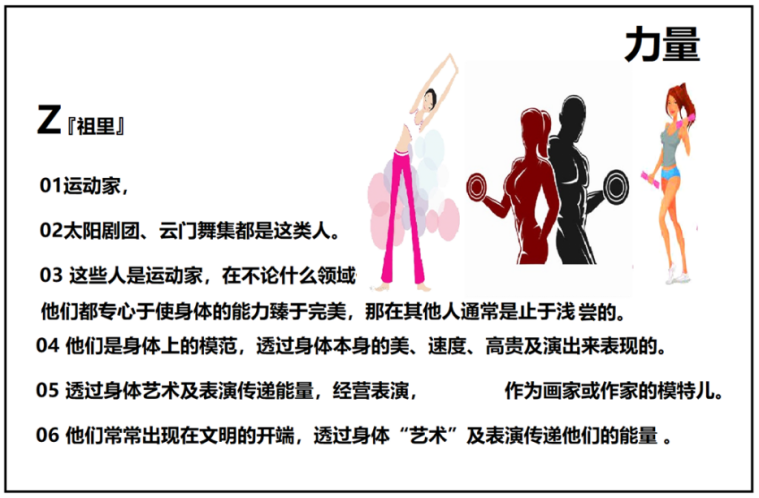 力量
Z『祖里』
01运动家，
02太阳剧团、云门舞集都是这类人。
03 这些人是运动家，在不论什么领域
他们都专心于使身体的能力臻于完美，那在其他人通常是止于浅 尝的。
04 他们是身体上的模范，透过身体本身的美、速度、高贵及演出来表现的。
05 透过身体艺术及表演传递能量，经营表演， 作为画家或作家的模特儿。
06 他们常常出现在文明的开端，透过身体“艺术”及表演传递他们的能量 。